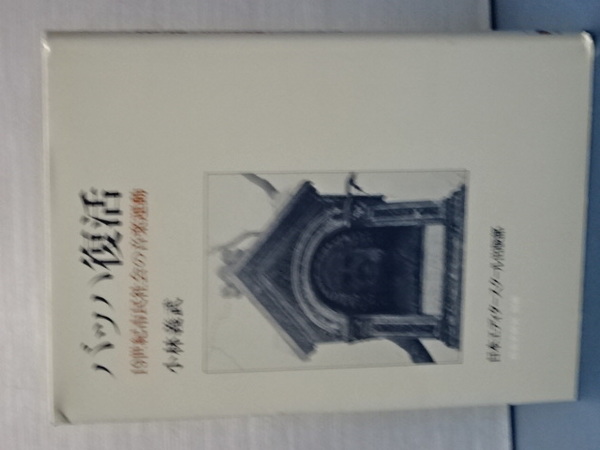 バッハ復活
19世紀市民社会の音楽運動
小林義武
日本エディタースクール出版部